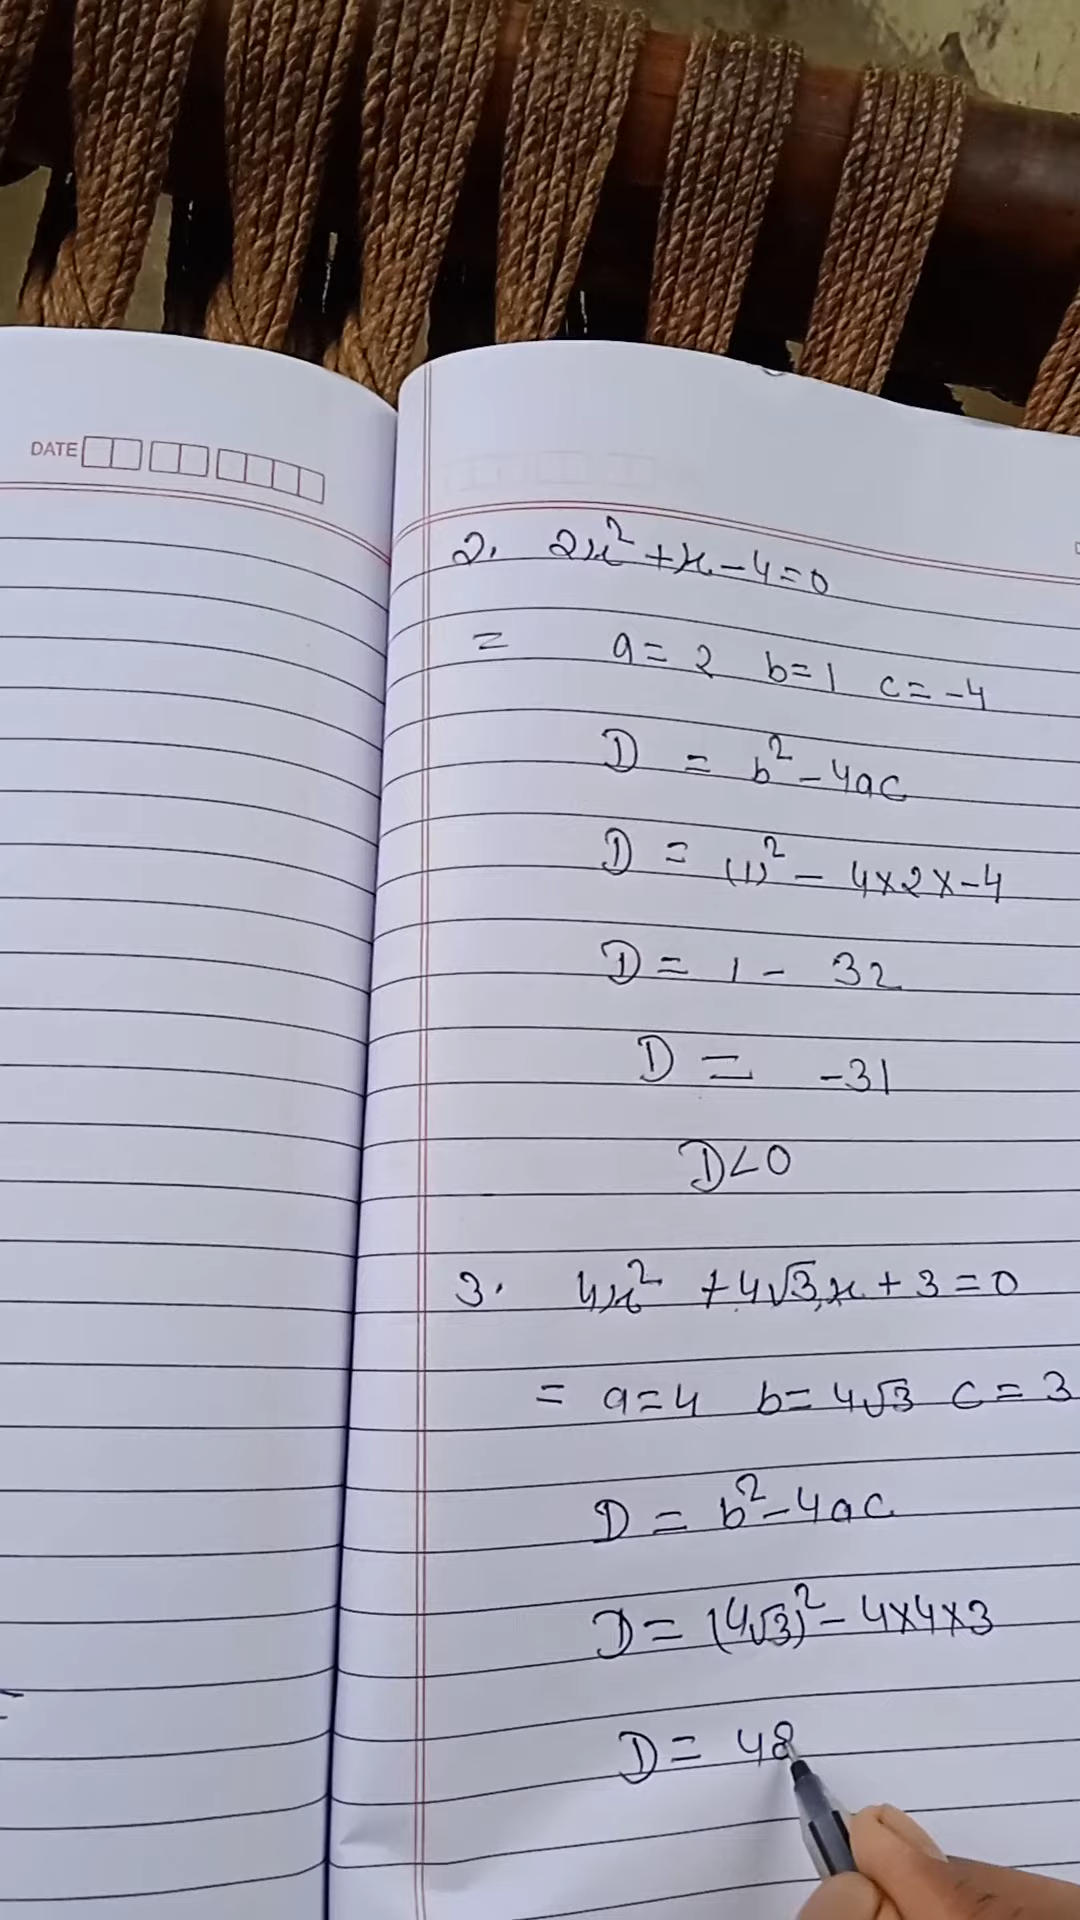 DATE
2. 2x² + x - 4 = 0
= a = 2 b = 1 c = -4
D = b² - 4ac
D = (1)² - 4×2×-4
D = 1 - 32
D = -31
D < 0
3. 4x² + 4√3x + 3 = 0
= a = 4 b = 4√3 c = 3
D = b² - 4ac
D = (4√3)² - 4×4×3
D = 48